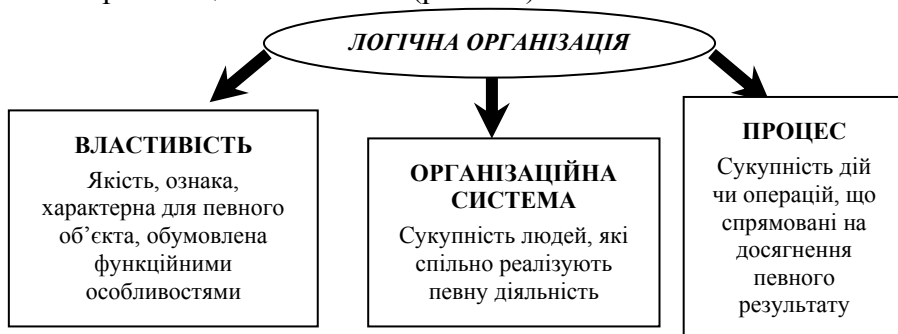 ЛОГІЧНА ОРГАНІЗАЦІЯ
ВЛАСТИВІСТЬ
Якість, ознака,
характерна для певного
об’єкта, обумовлена
функційними
особливостями
ОРГАНІЗАЦІЙНА
СИСТЕМА
Сукупність людей, які
спільно реалізують
певну діяльність
ПРОЦЕС
Сукупність дій
чи операцій, що
спрямовані на
досягнення
певного
результату